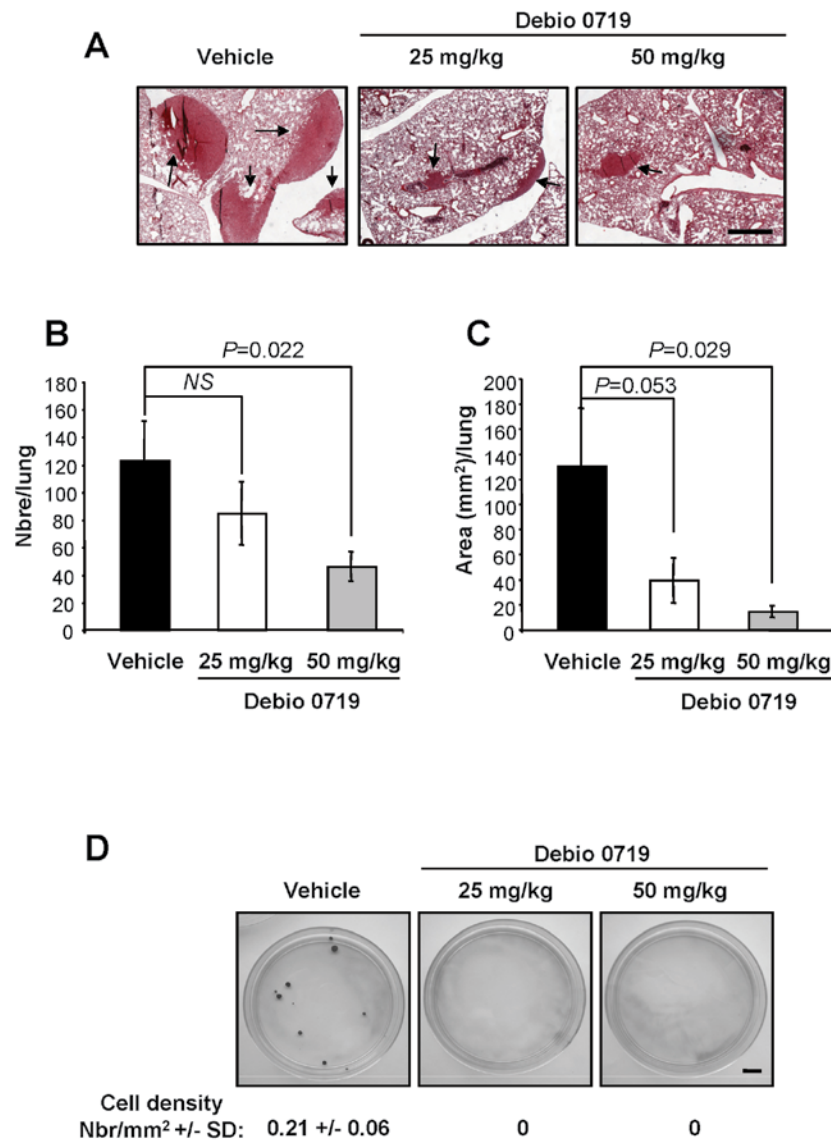 A
Debio 0719
Vehicle
25 mg/kg
50 mg/kg
B
P=0.022
NS
Nbre/lung
180
160
140
120
100
80
60
40
20
0
Vehicle
25 mg/kg
50 mg/kg
Debio 0719
C
P=0.029
P=0.053
Area (mm²)/lung
200
180
160
140
120
100
80
60
40
20
0
Vehicle
25 mg/kg
50 mg/kg
Debio 0719
D
Debio 0719
Vehicle
25 mg/kg
50 mg/kg
Cell density
Nbr/mm² +/- SD: 0.21 +/- 0.06 0 0